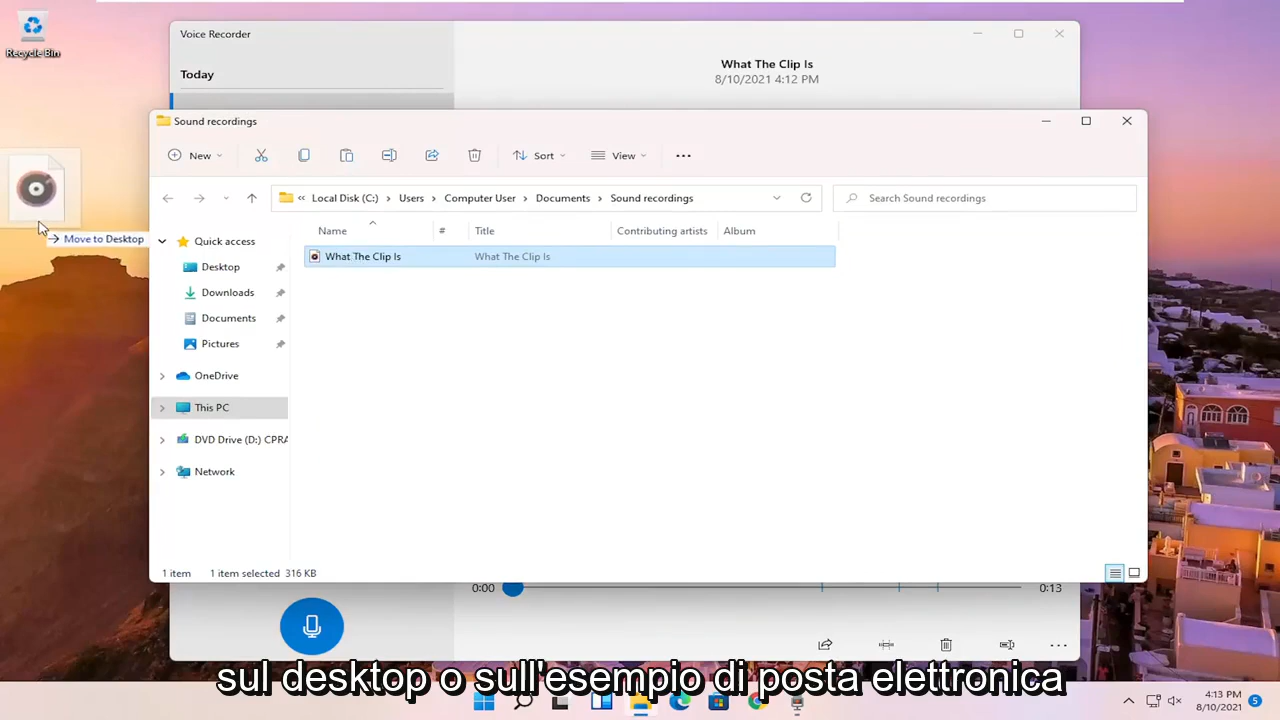 Recycle Bin
Voice Recorder
Today
What The Clip Is
8/10/2021 4:12 PM
Sound recordings
New
Sort
View
Local Disk (C:) Users Computer User Documents Sound recordings
Search Sound recordings
Name # Title Contributing artists Album
What The Clip Is What The Clip Is
Move to Desktop
Quick access
Desktop
Downloads
Documents
Pictures
OneDrive
This PC
DVD Drive (D:) CPRA
Network
1 item 1 item selected 316 KB
0:00
0:13
sul desktop o sull'esempio di posta elettronica
4:13 PM
8/10/2021
5